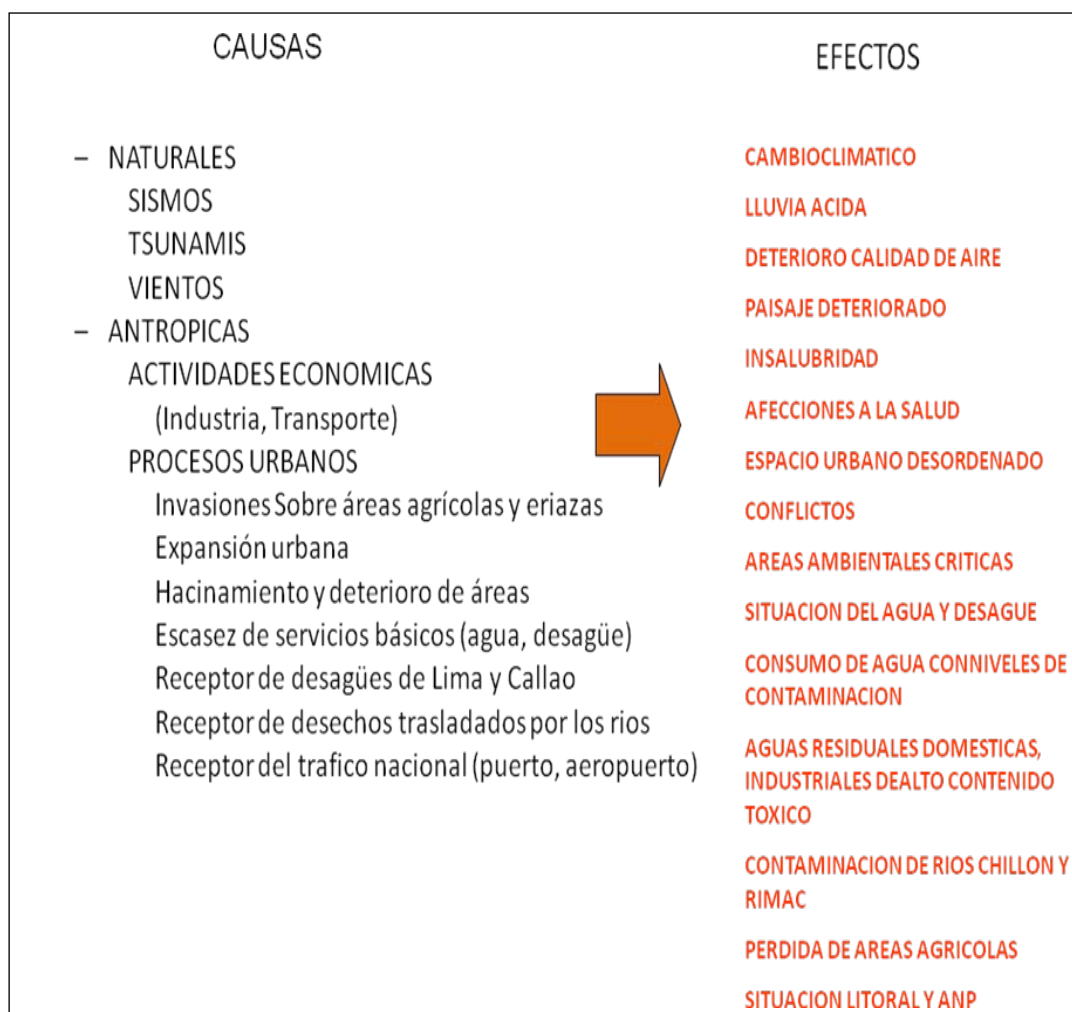 CAUSAS
– NATURALES
SISMOS
TSUNAMIS
VIENTOS
– ANTROPICAS
ACTIVIDADES ECONOMICAS
(Industria, Transporte)
PROCESOS URBANOS
Invasiones Sobre áreas agrícolas y eriazas
Expansión urbana
Hacinamiento y deterioro de áreas
Escasez de servicios básicos (agua, desagüe)
Receptor de desagües de Lima y Callao
Receptor de desechos trasladados por los rios
Receptor del trafico nacional (puerto, aeropuerto)
EFECTOS
CAMBIOCLIMATICO
LLUVIA ACIDA
DETERIORO CALIDAD DE AIRE
PAISAJE DETERIORADO
INSALUBRIDAD
AFECCIONES A LA SALUD
ESPACIO URBANO DESORDENADO
CONFLICTOS
AREAS AMBIENTALES CRITICAS
SITUACION DEL AGUA Y DESAGUE
CONSUMO DE AGUA CONNIVELES DE
CONTAMINACION
AGUAS RESIDUALES DOMESTICAS,
INDUSTRIALES DEALTO CONTENIDO
TOXICO
CONTAMINACION DE RIOS CHILLON Y
RIMAC
PERDIDA DE AREAS AGRICOLAS
SITUACION LITORAL Y ANP